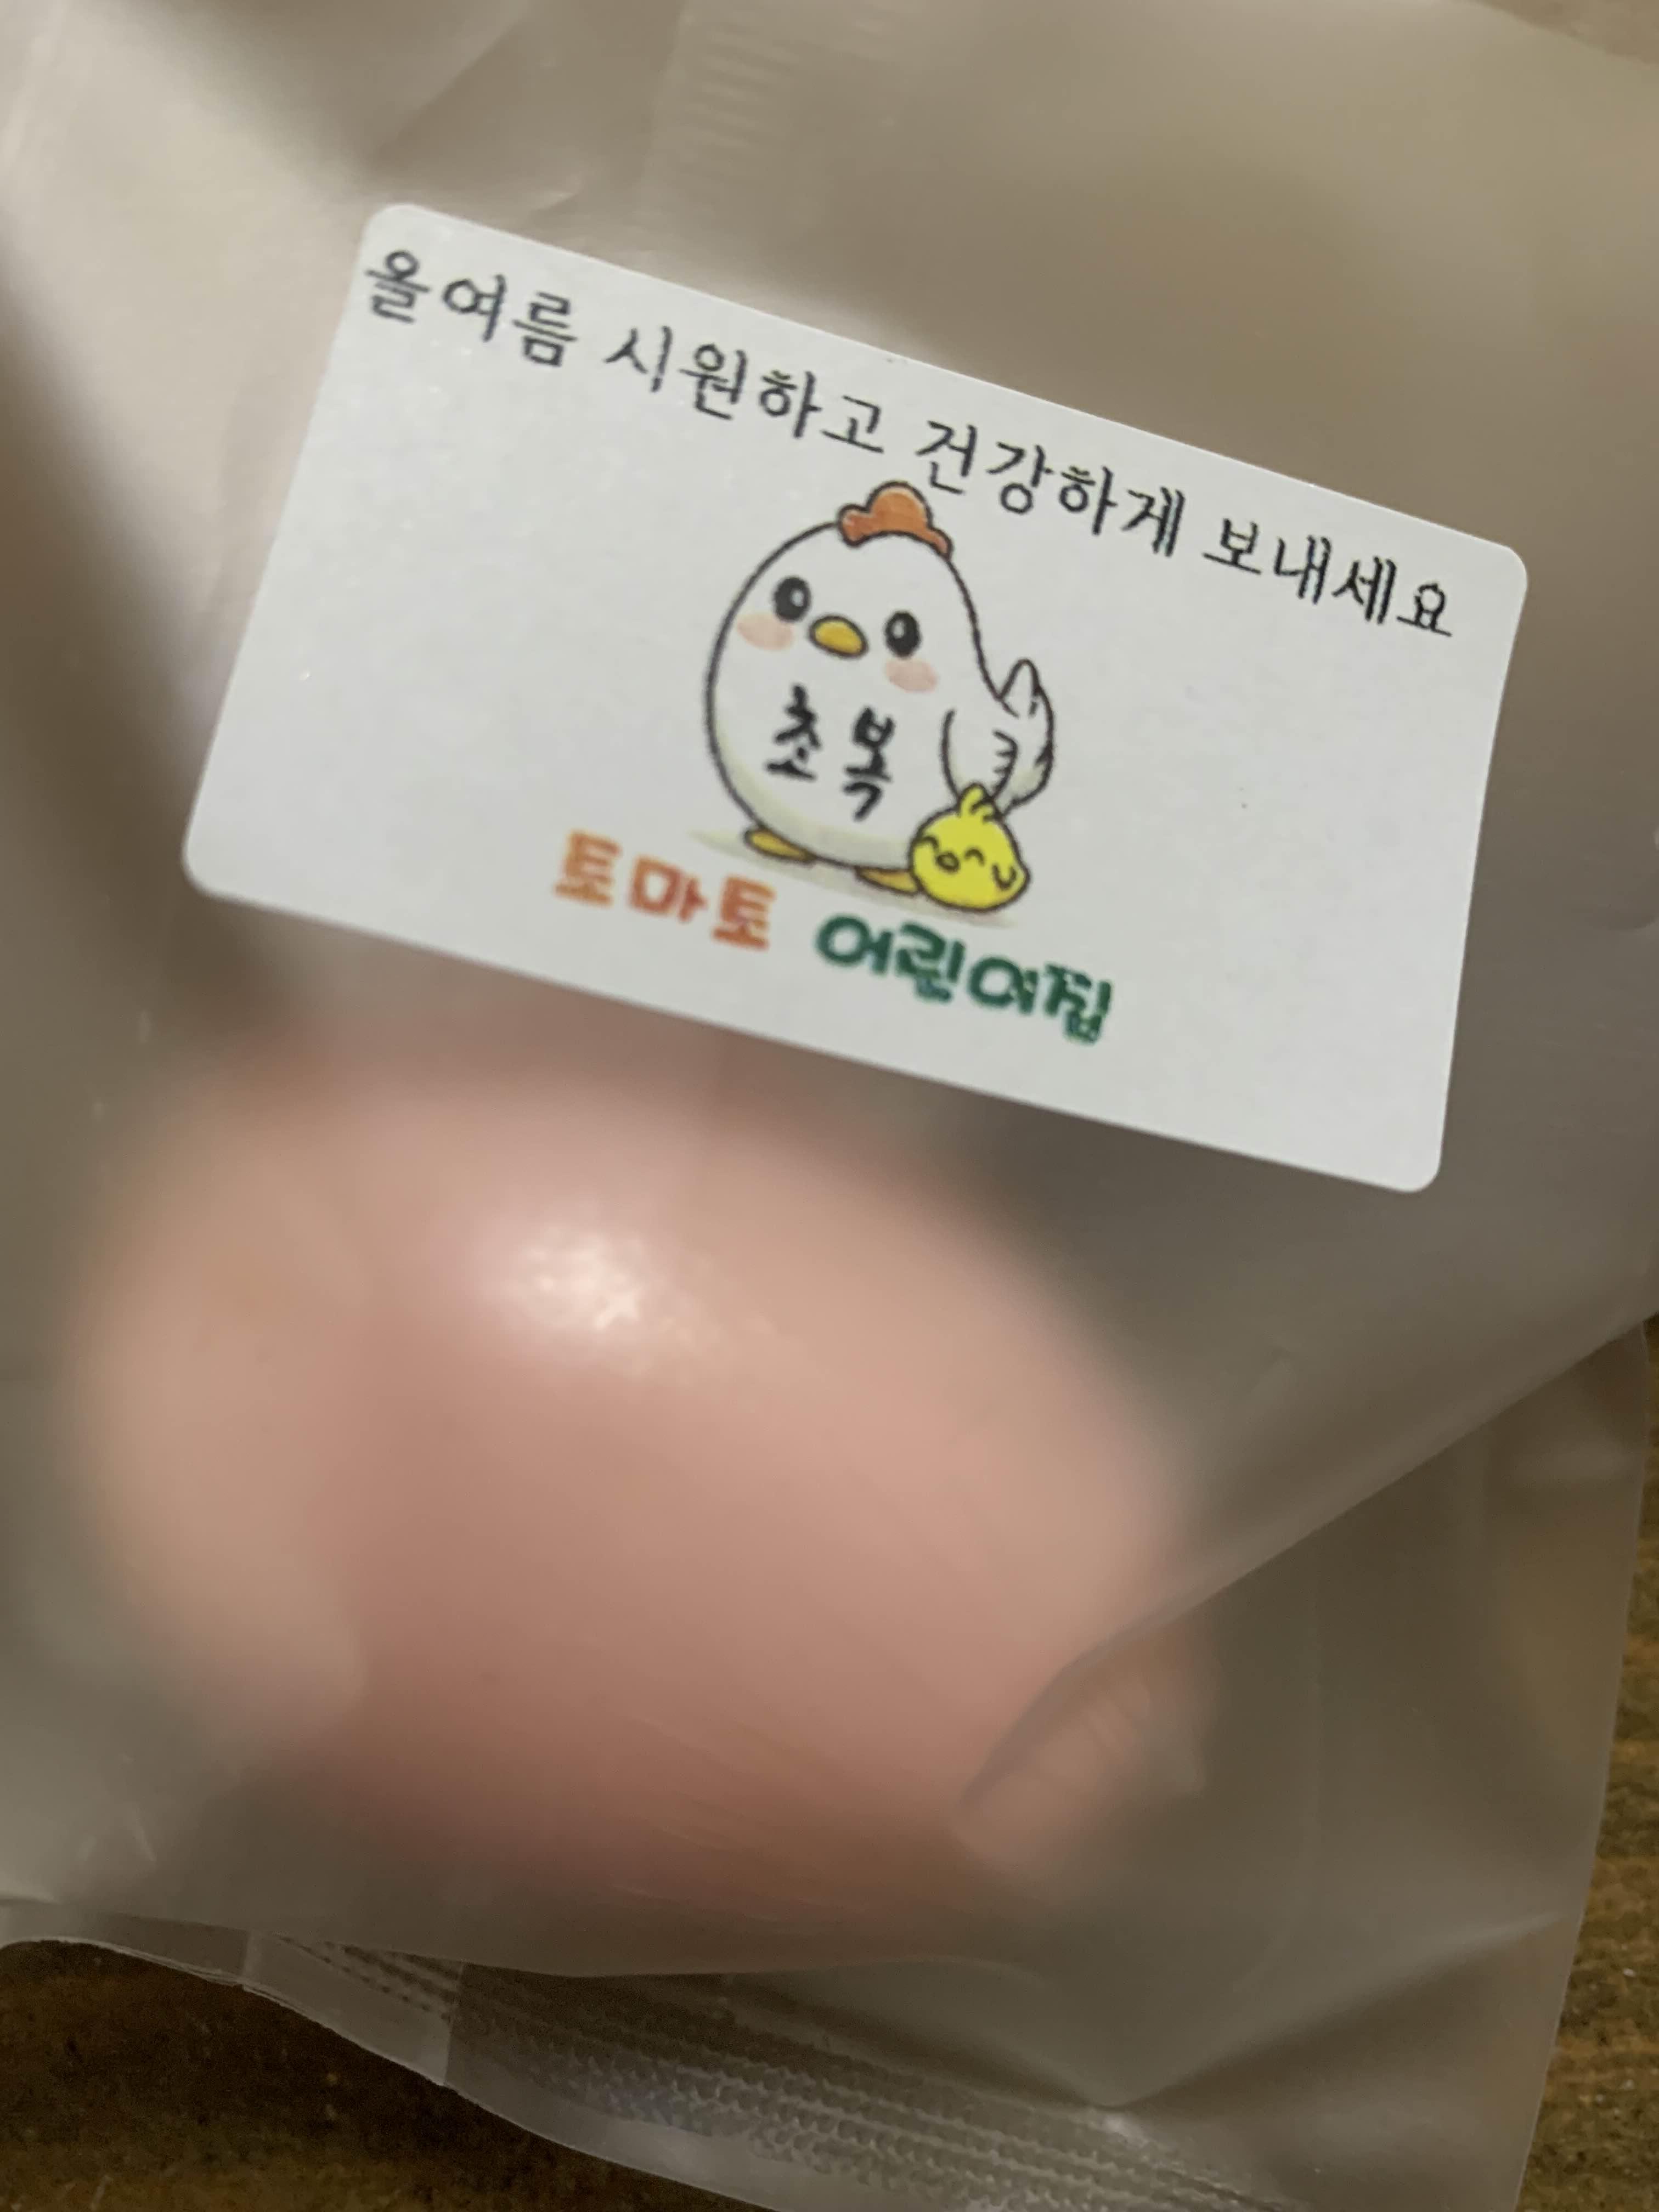 올여름 시원하고 건강하게 보내세요
초복
토마토 어린이집